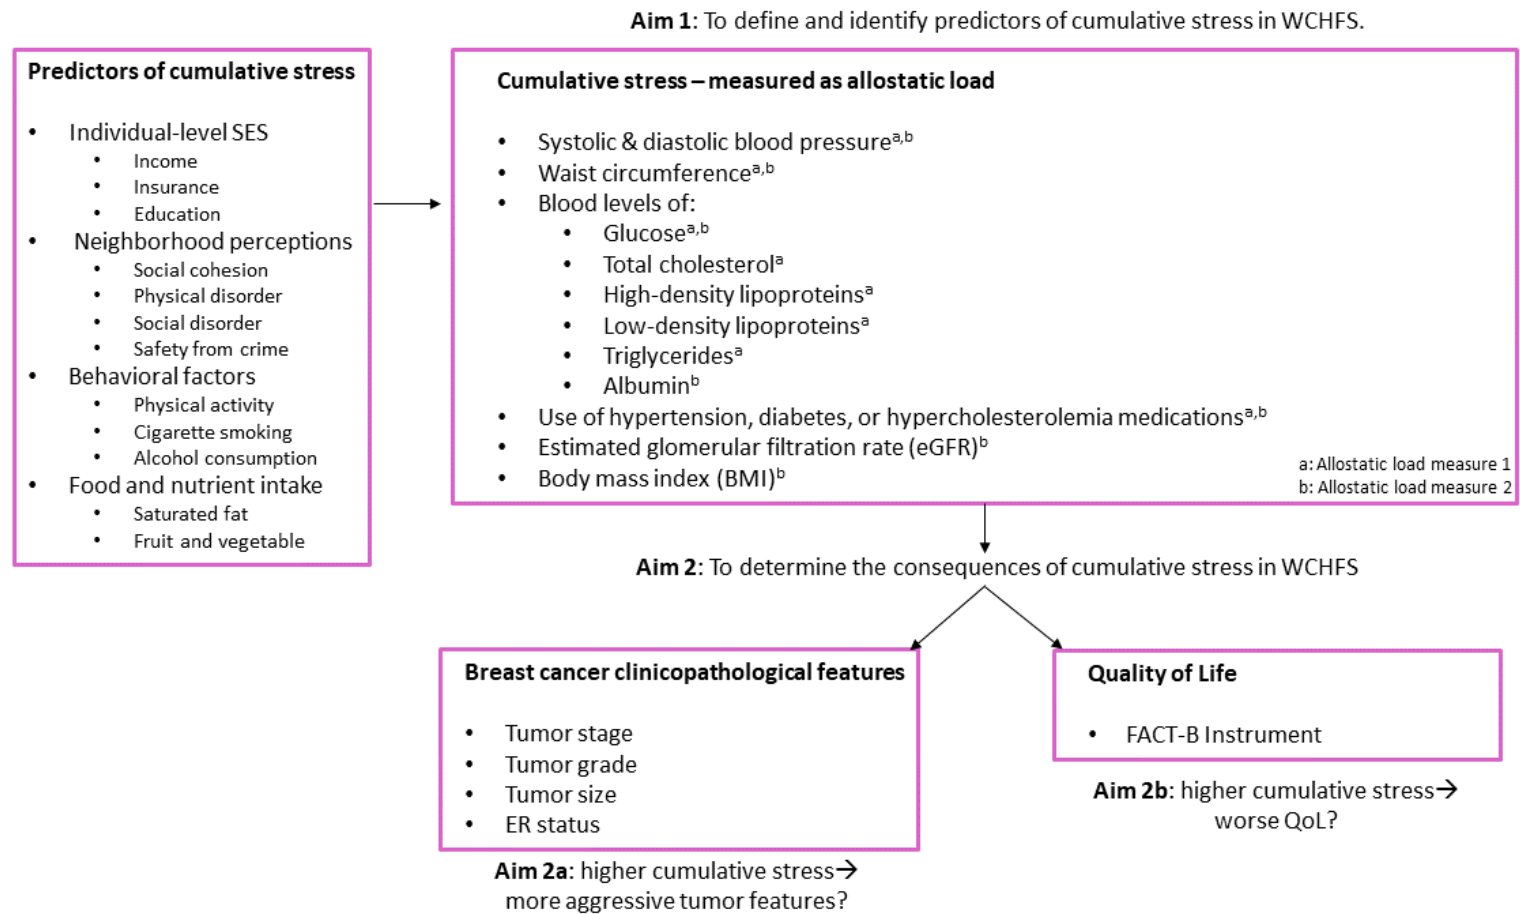 Aim 1: To define and identify predictors of cumulative stress in WCHFS.
Predictors of cumulative stress
• Individual-level SES
• Income
• Insurance
• Education
• Neighborhood perceptions
• Social cohesion
• Physical disorder
• Social disorder
• Safety from crime
• Behavioral factors
• Physical activity
• Cigarette smoking
• Alcohol consumption
• Food and nutrient intake
• Saturated fat
• Fruit and vegetable
Cumulative stress – measured as allostatic load
• Systolic & diastolic blood pressureᵃ,ᵇ
• Waist circumferenceᵃ,ᵇ
• Blood levels of:
• Glucoseᵃ,ᵇ
• Total cholesterolᵃ
• High-density lipoproteinsᵃ
• Low-density lipoproteinsᵃ
• Triglyceridesᵃ
• Albuminᵇ
• Use of hypertension, diabetes, or hypercholesterolemia medicationsᵃ,ᵇ
• Estimated glomerular filtration rate (eGFR)ᵇ
• Body mass index (BMI)ᵇ
a: Allostatic load measure 1
b: Allostatic load measure 2
Aim 2: To determine the consequences of cumulative stress in WCHFS
Breast cancer clinicopathological features
• Tumor stage
• Tumor grade
• Tumor size
• ER status
Aim 2a: higher cumulative stress→
more aggressive tumor features?
Quality of Life
• FACT-B Instrument
Aim 2b: higher cumulative stress→
worse QoL?